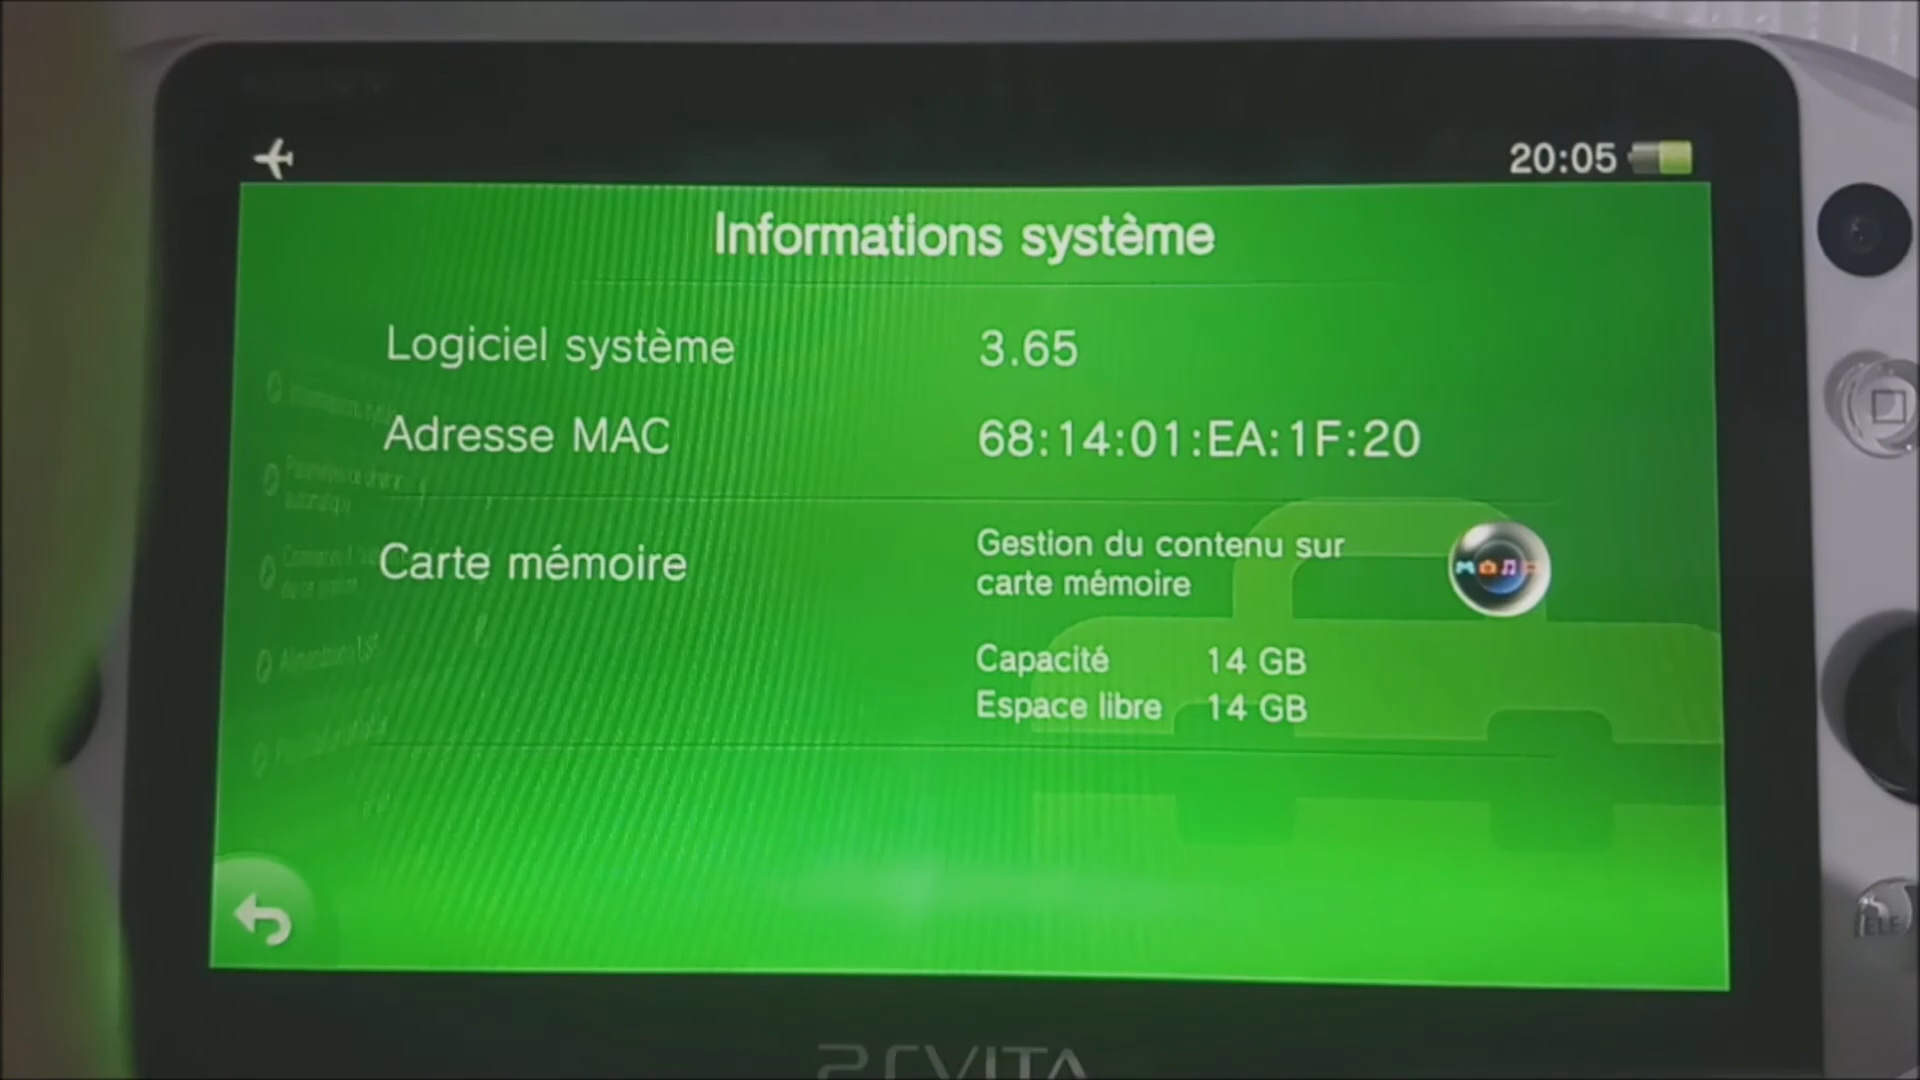 20:05
Informations système
Logiciel système 3.65
Adresse MAC 68:14:01:EA:1F:20
Carte mémoire
Gestion du contenu sur
carte mémoire
Capacité 14 GB
Espace libre 14 GB
PSVITA